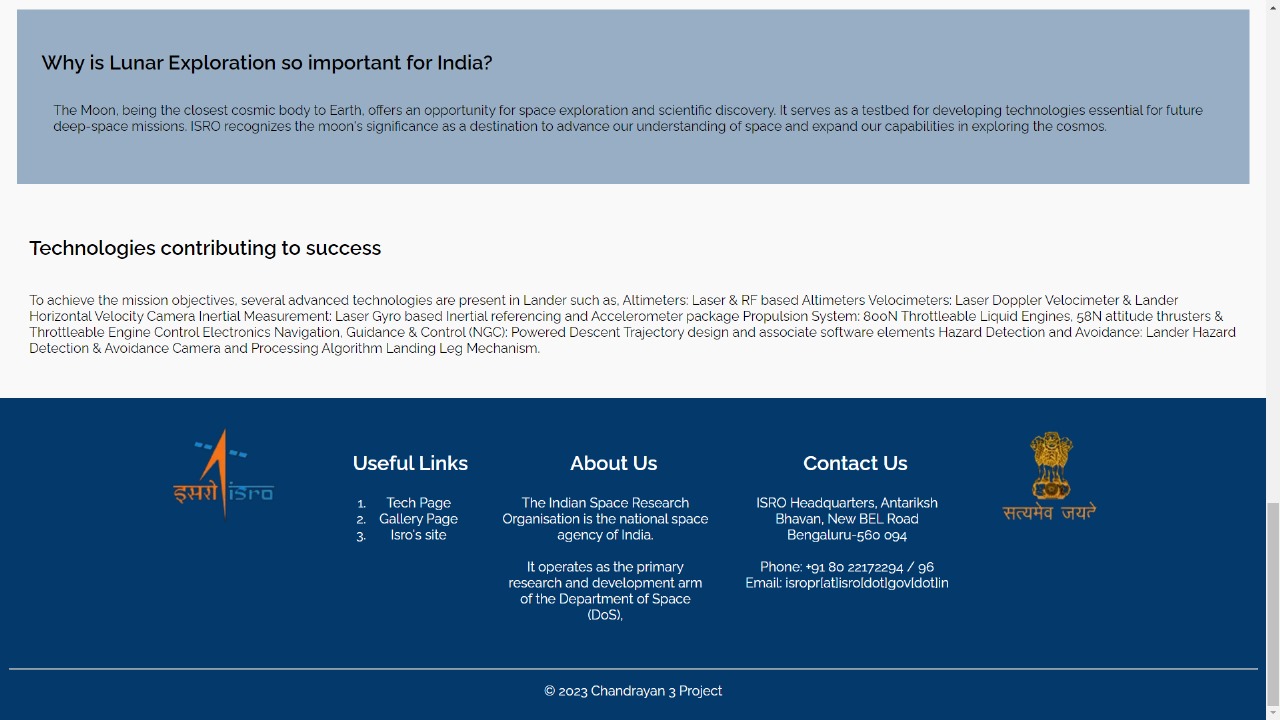 Why is Lunar Exploration so important for India?
The Moon, being the closest cosmic body to Earth, offers an opportunity for space exploration and scientific discovery. It serves as a testbed for developing technologies essential for future
deep-space missions. ISRO recognizes the moon's significance as a destination to advance our understanding of space and expand our capabilities in exploring the cosmos.
Technologies contributing to success
To achieve the mission objectives, several advanced technologies are present in Lander such as, Altimeters: Laser & RF based Altimeters Velocimeters: Laser Doppler Velocimeter & Lander
Horizontal Velocity Camera Inertial Measurement: Laser Gyro based Inertial referencing and Accelerometer package Propulsion System: 800N Throttleable Liquid Engines, 58N attitude thrusters &
Throttleable Engine Control Electronics Navigation, Guidance & Control (NGC): Powered Descent Trajectory design and associate software elements Hazard Detection and Avoidance: Lander Hazard
Detection & Avoidance Camera and Processing Algorithm Landing Leg Mechanism.
इसरो isro
Useful Links
1. Tech Page
2. Gallery Page
3. Isro's site
About Us
The Indian Space Research
Organisation is the national space
agency of India.
It operates as the primary
research and development arm
of the Department of Space
(DoS),
Contact Us
ISRO Headquarters, Antariksh
Bhavan, New BEL Road
Bengaluru-560 094
Phone: +91 80 22172294 / 96
Email: isropr[at]isro[dot]gov[dot]in
सत्यमेव जयते
© 2023 Chandrayan 3 Project